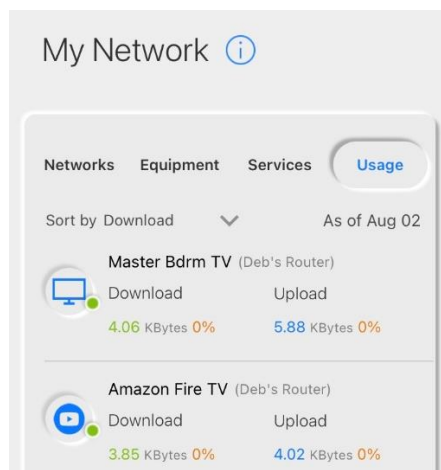 My Network
Networks Equipment Services Usage
Sort by Download As of Aug 02
Master Bdrm TV (Deb's Router)
Download Upload
4.06 KBytes 0% 5.88 KBytes 0%
Amazon Fire TV (Deb's Router)
Download Upload
3.85 KBytes 0% 4.02 KBytes 0%